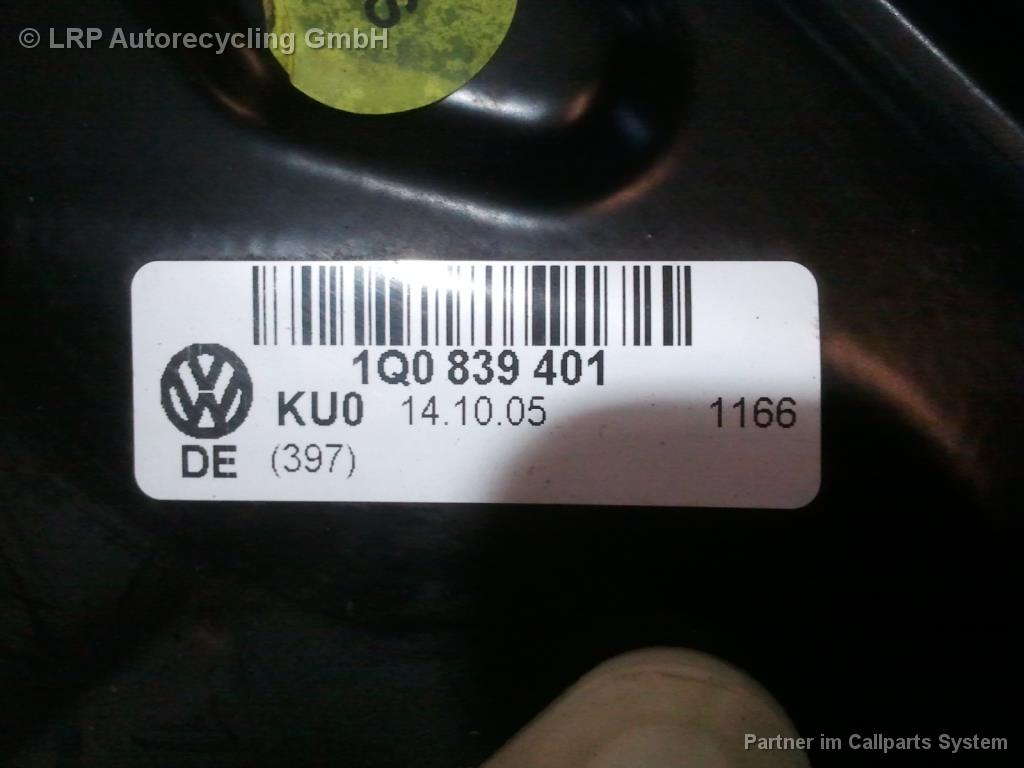 © LRP Autorecycling GmbH
1Q0 839 401
KU0 14.10.05 1166
DE (397)
Partner im Callparts System